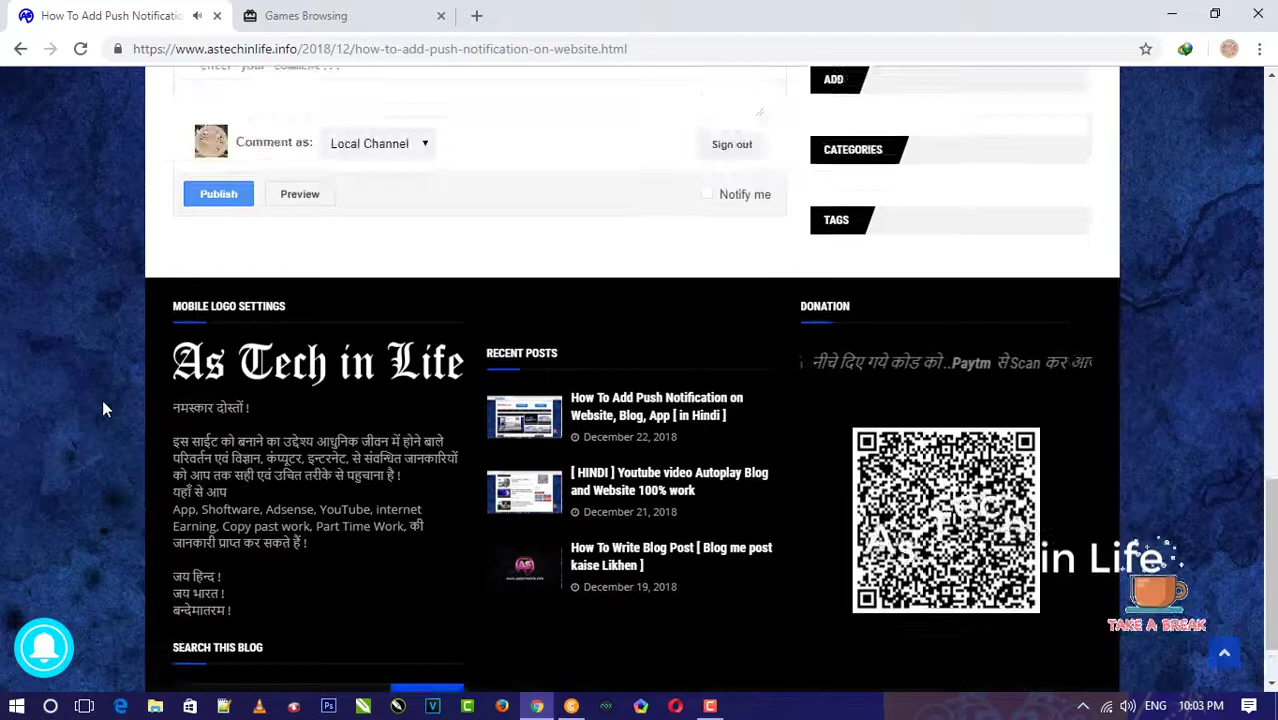 How To Add Push Notificatio
Games Browsing
https://www.astechinlife.info/2018/12/how-to-add-push-notification-on-website.html
Enter your comment...
Comment as:
Local Channel
Sign out
Publish
Preview
Notify me
ADD
CATEGORIES
TAGS
MOBILE LOGO SETTINGS
As Tech in Life
नमस्कार दोस्तों !
इस साईट को बनाने का उद्देश्य आधुनिक जीवन में होने बाले
परिवर्तन एवं विज्ञान, कंप्यूटर, इन्टरनेट, से संवन्धित जानकारियों
को आप तक सही एवं उचित तरीके से पहुचाना है !
यहाँ से आप
App, Shoftware, Adsense, YouTube, internet
Earning, Copy past work, Part Time Work, की
जानकारी प्राप्त कर सकते हैं !
जय हिन्द !
जय भारत !
बन्देमातरम !
SEARCH THIS BLOG
RECENT POSTS
How To Add Push Notification on
Website, Blog, App [ in Hindi ]
December 22, 2018
[ HINDI ] Youtube video Autoplay Blog
and Website 100% work
December 21, 2018
How To Write Blog Post [ Blog me post
kaise Likhen ]
December 19, 2018
DONATION
नीचे दिए गये कोड को..Paytm से Scan कर आप
As Tech in Life
TAKE A BREAK
ENG
10:03 PM